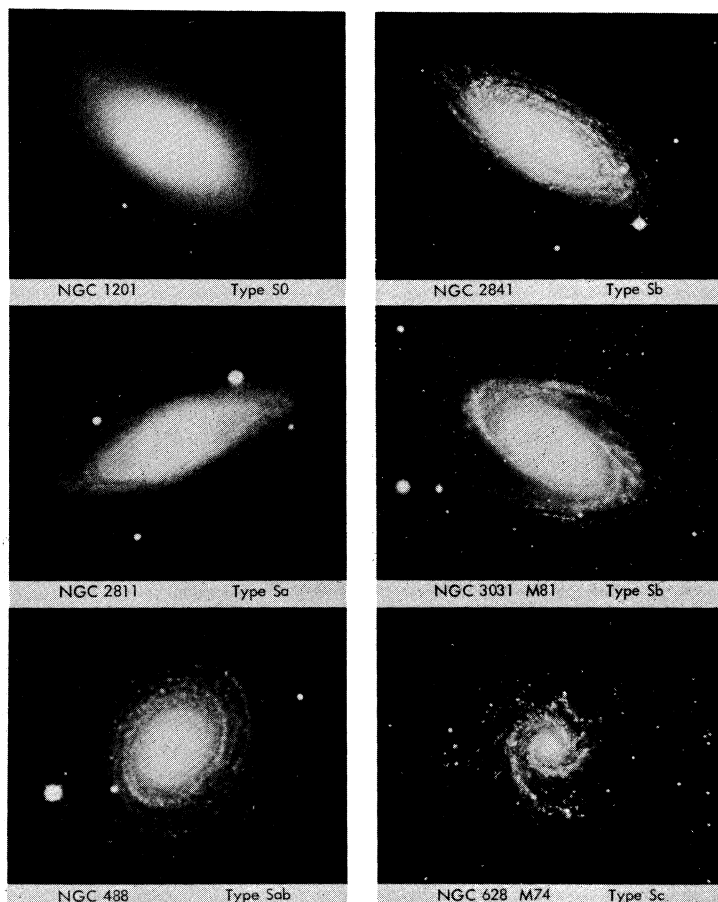 NGC 1201 Type S0
NGC 2841 Type Sb
NGC 2811 Type Sa
NGC 3031 M81 Type Sb
NGC 488 Type Sab
NGC 628 M74 Type Sc